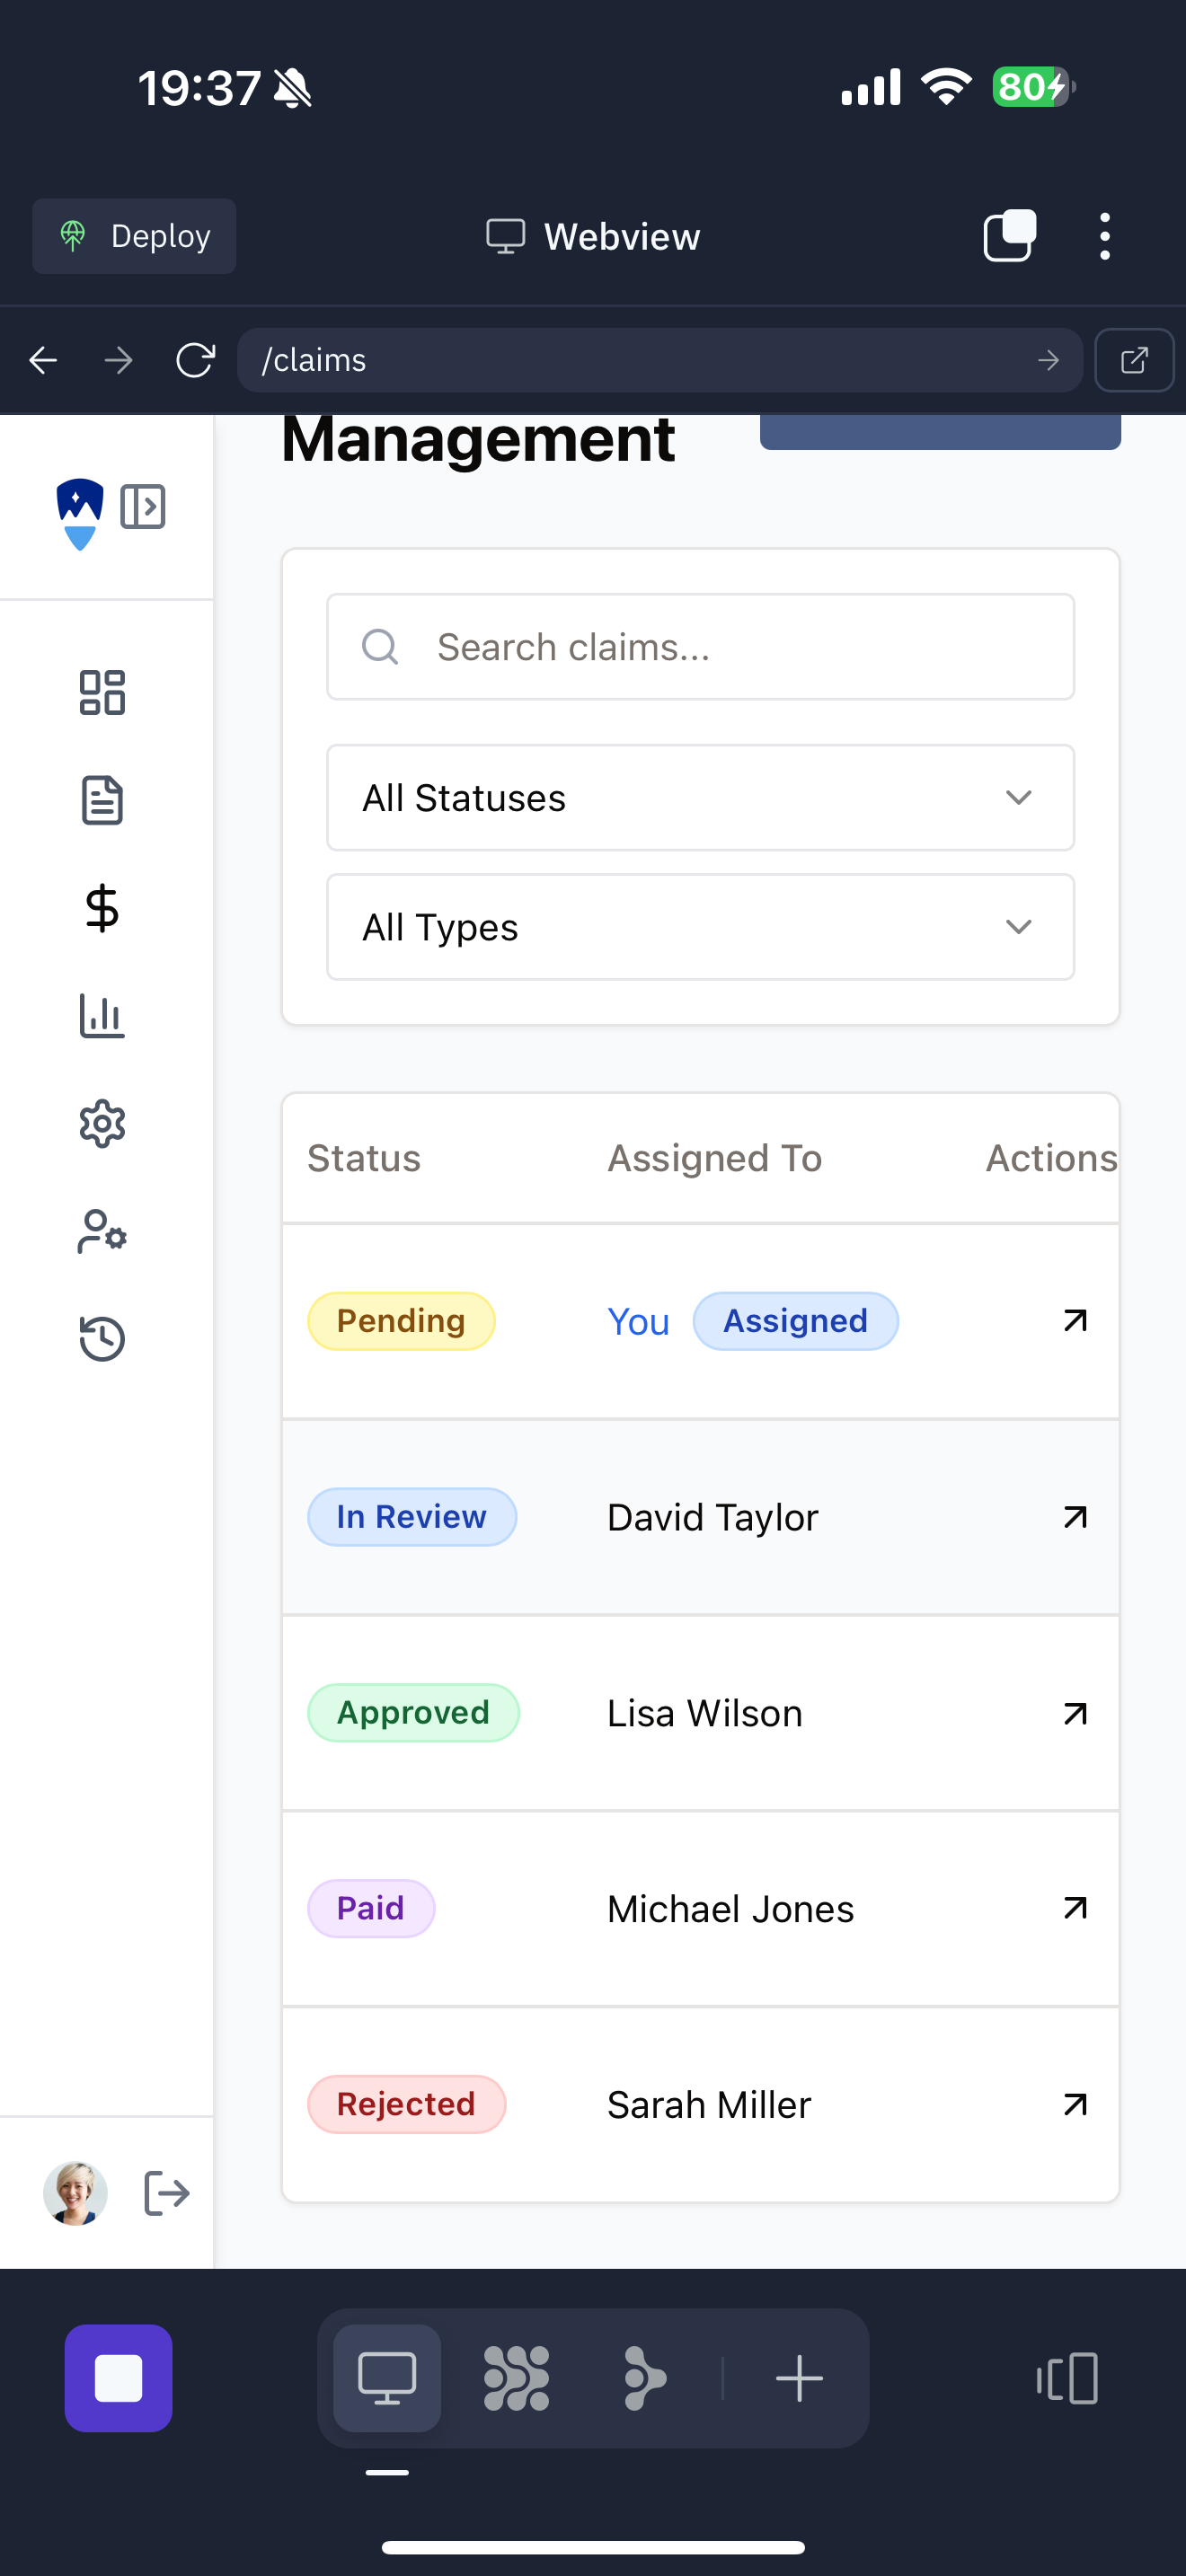 19:37
80
Deploy
Webview
/claims
Management
Search claims...
All Statuses
All Types
Status Assigned To Actions
Pending You Assigned
In Review David Taylor
Approved Lisa Wilson
Paid Michael Jones
Rejected Sarah Miller